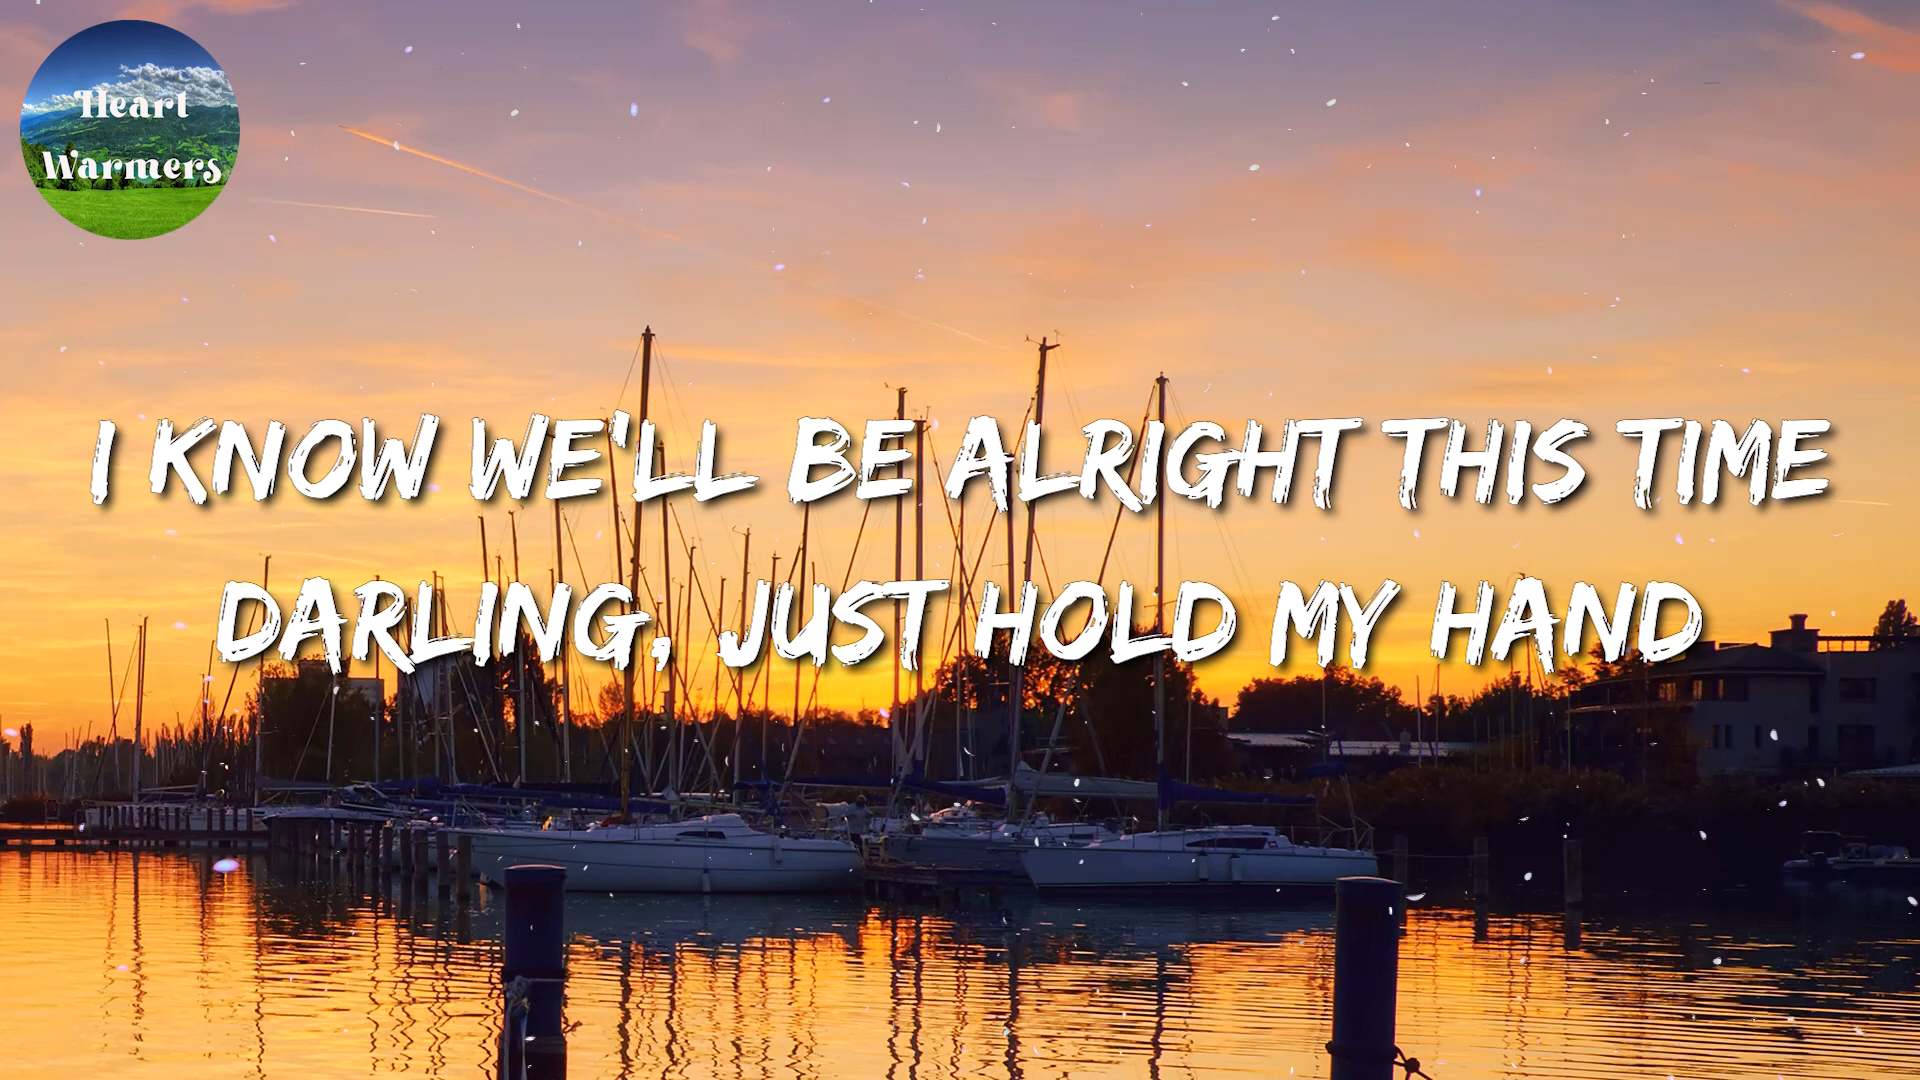 Heart
Warmers
I KNOW WE'LL BE ALRIGHT THIS TIME
DARLING, JUST HOLD MY HAND